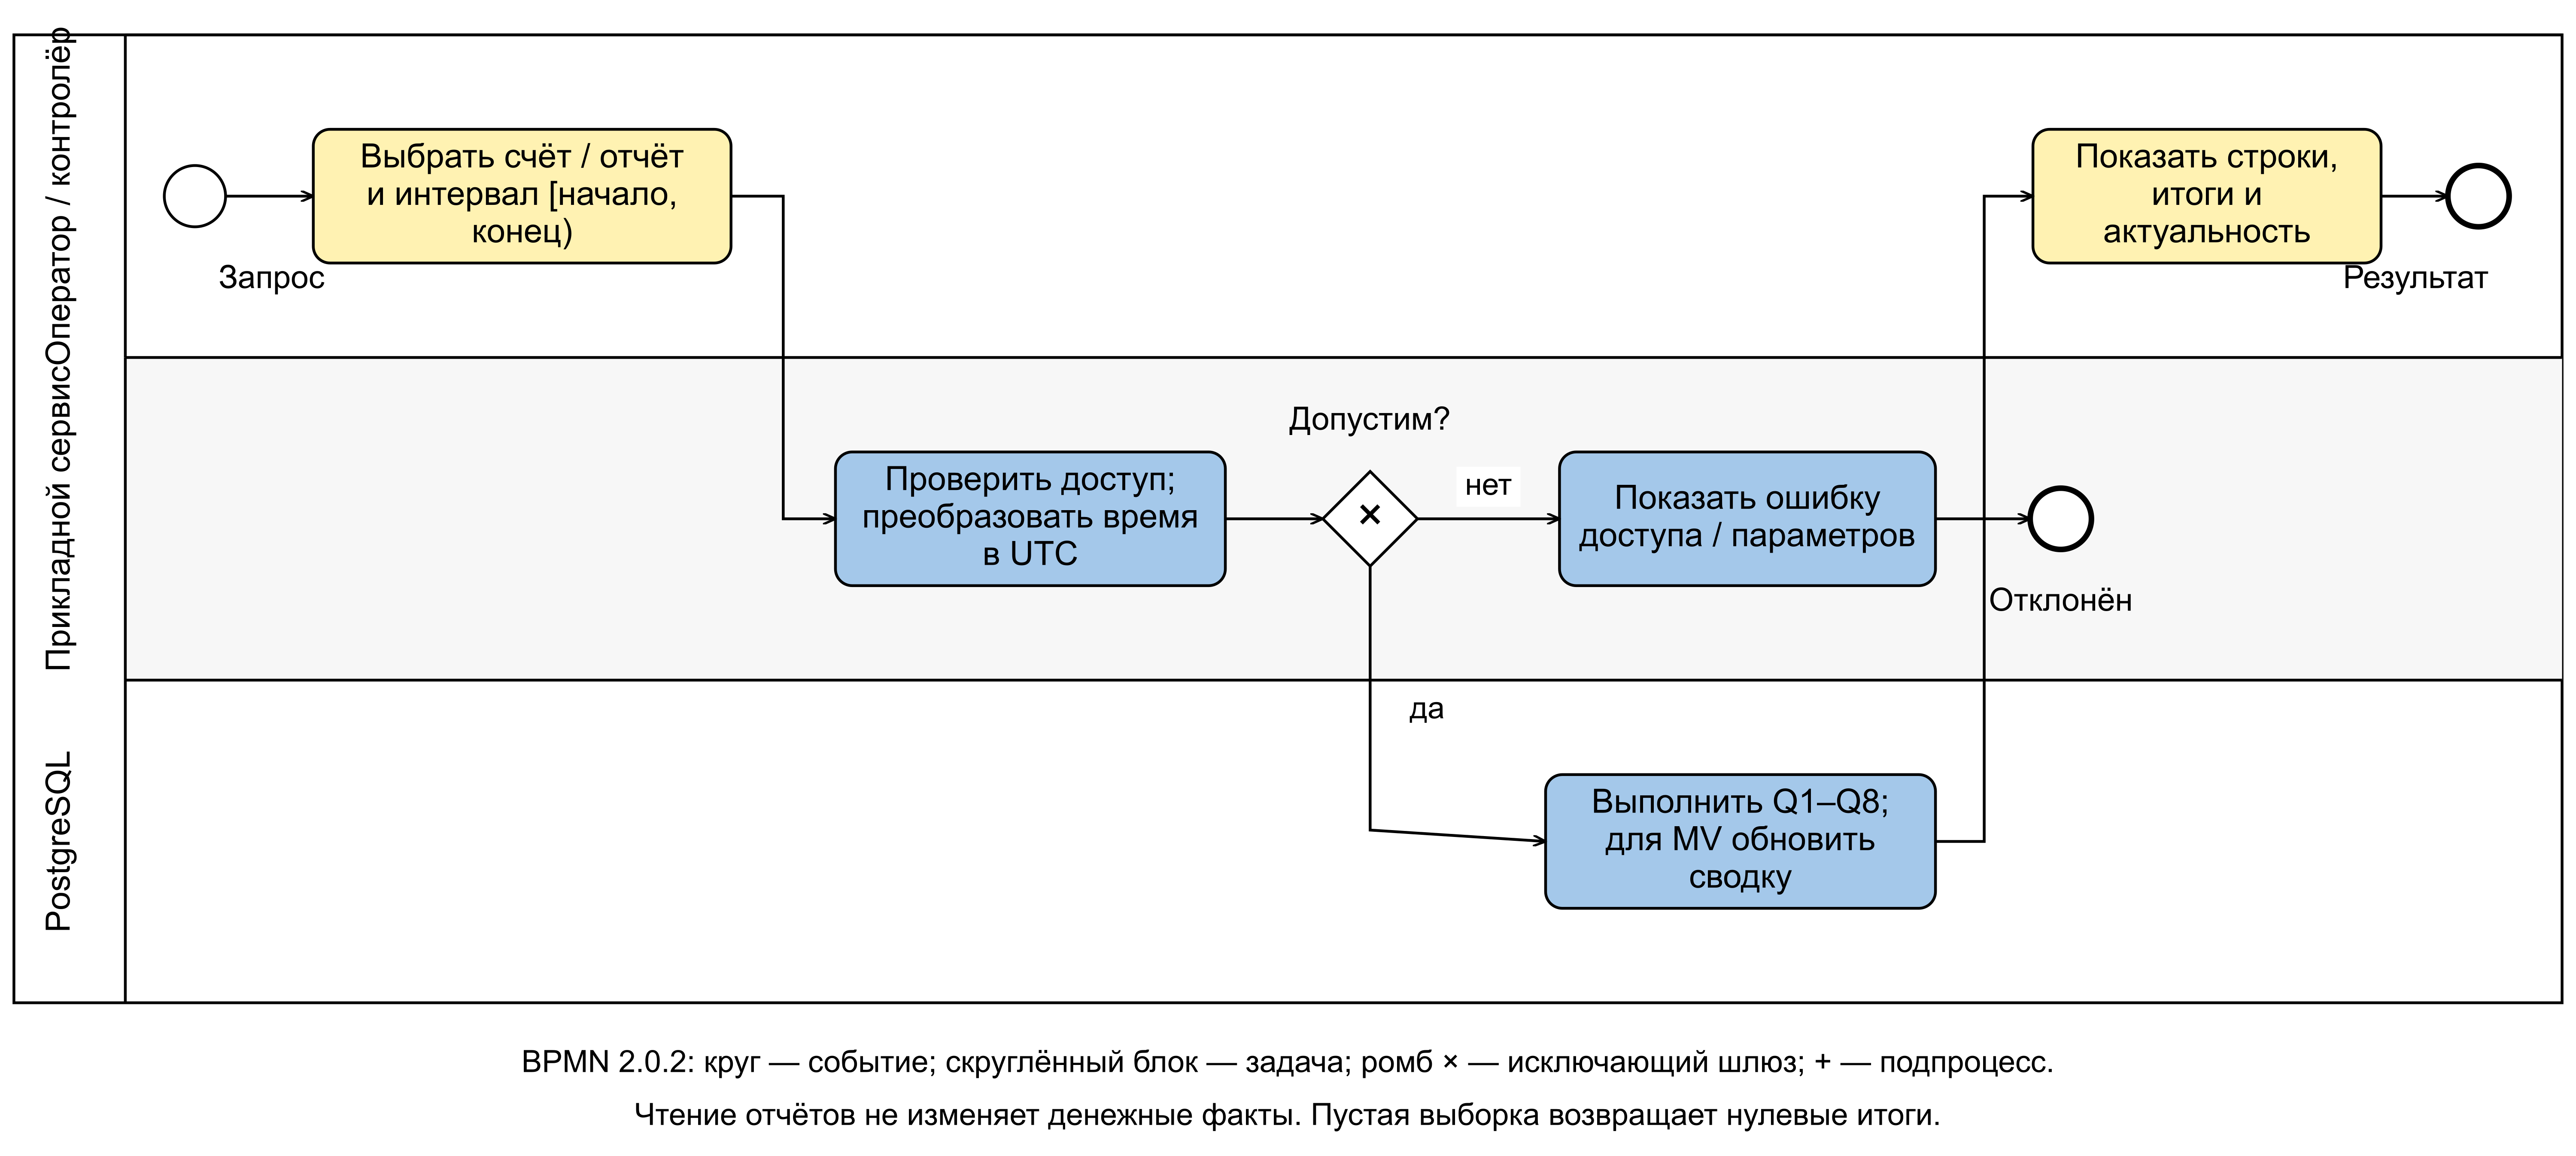 Оператор / контролёр
Выбрать счёт / отчёт
и интервал [начало,
конец)
Запрос
Показать строки,
итоги и
актуальность
Результат
Прикладной сервис
Допустим?
Проверить доступ;
преобразовать время
в UTC
×
нет
Показать ошибку
доступа / параметров
Отклонён
PostgreSQL
да
Выполнить Q1–Q8;
для MV обновить
сводку
BPMN 2.0.2: круг — событие; скруглённый блок — задача; ромб × — исключающий шлюз; + — подпроцесс.
Чтение отчётов не изменяет денежные факты. Пустая выборка возвращает нулевые итоги.